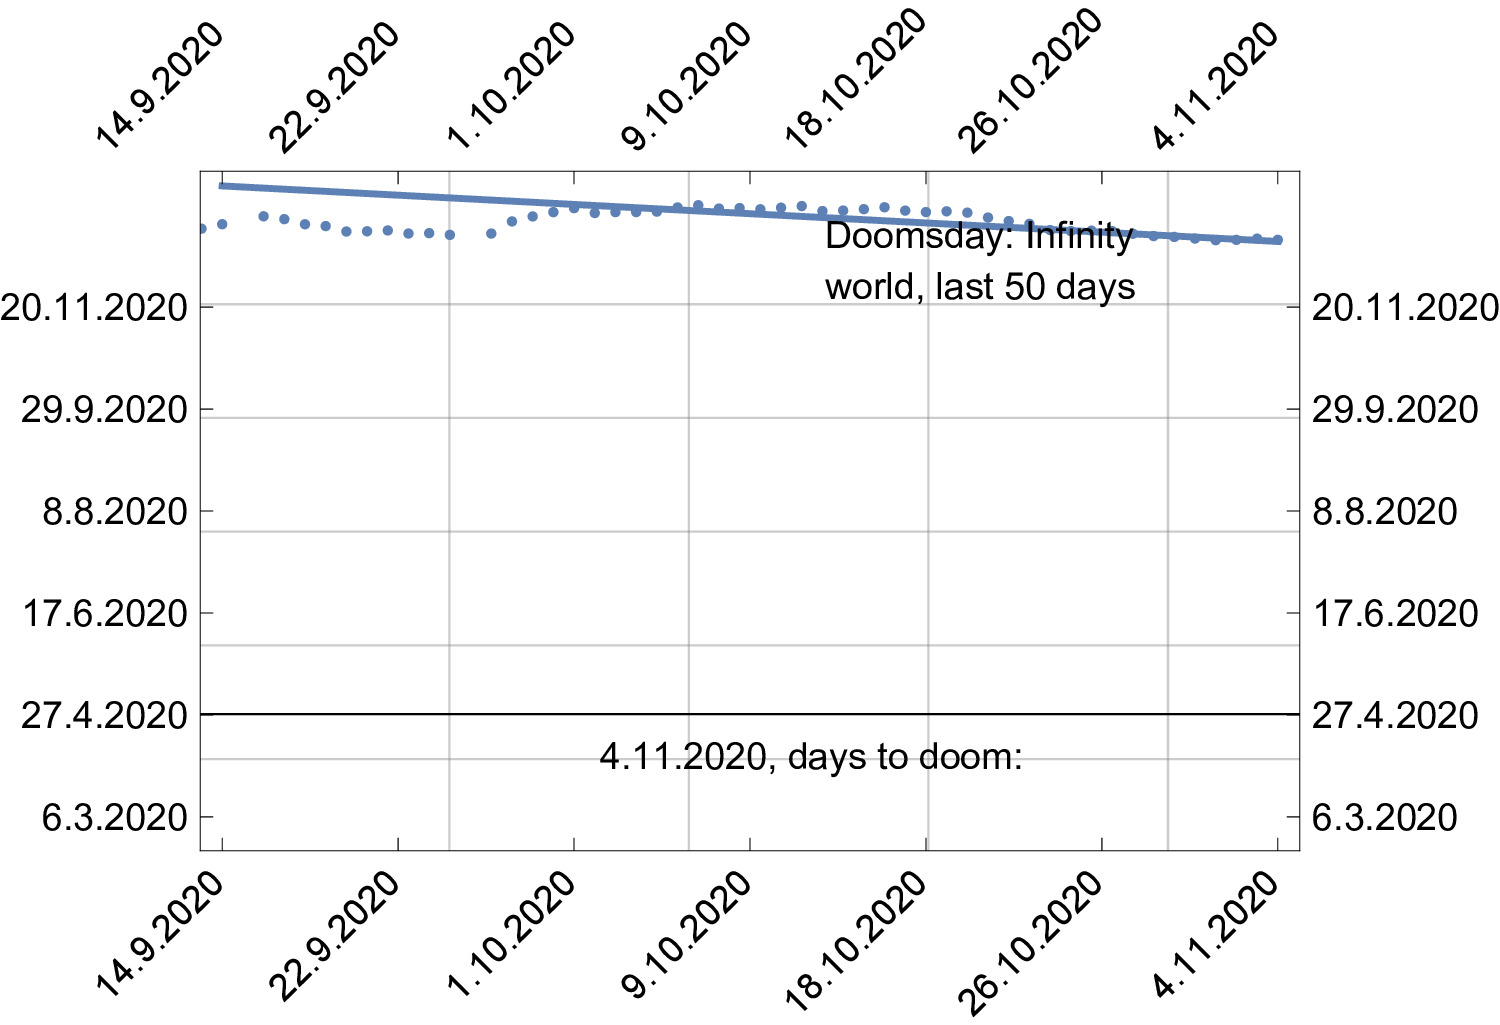 14.9.2020 22.9.2020 1.10.2020 9.10.2020 18.10.2020 26.10.2020 4.11.2020
Doomsday: Infinity
world, last 50 days
20.11.2020 20.11.2020
29.9.2020 29.9.2020
8.8.2020 8.8.2020
17.6.2020 17.6.2020
27.4.2020 27.4.2020
4.11.2020, days to doom:
6.3.2020 6.3.2020
14.9.2020 22.9.2020 1.10.2020 9.10.2020 18.10.2020 26.10.2020 4.11.2020